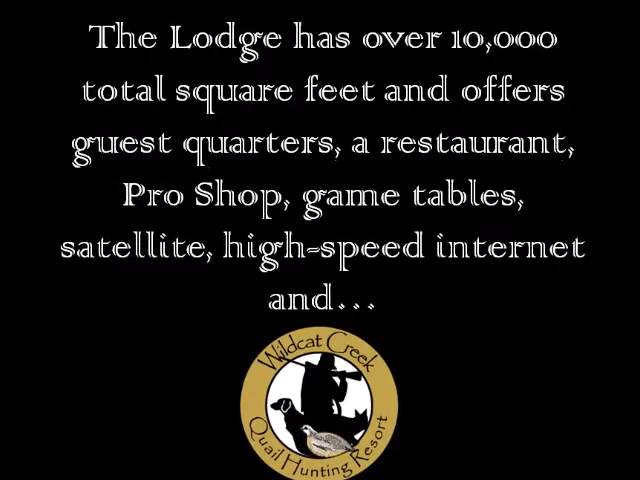 The Lodge has over 10,000
total square feet and offers
guest quarters, a restaurant,
Pro Shop, game tables,
satellite, high-speed internet
and...
Wildcat Creek
Quail Hunting Resort